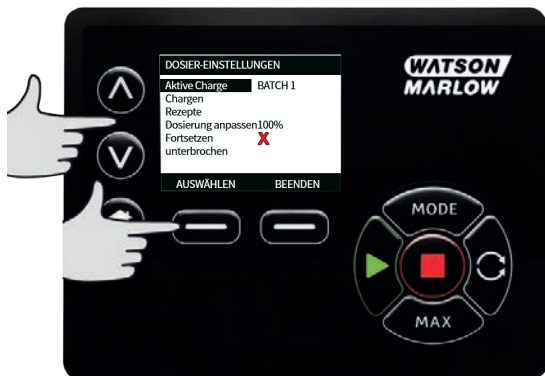 DOSIER-EINSTELLUNGEN
Aktive Charge BATCH 1
Chargen
Rezepte
Dosierung anpassen100%
Fortsetzen X
unterbrochen
AUSWÄHLEN BEENDEN
WATSON
MARLOW
MODE
MAX